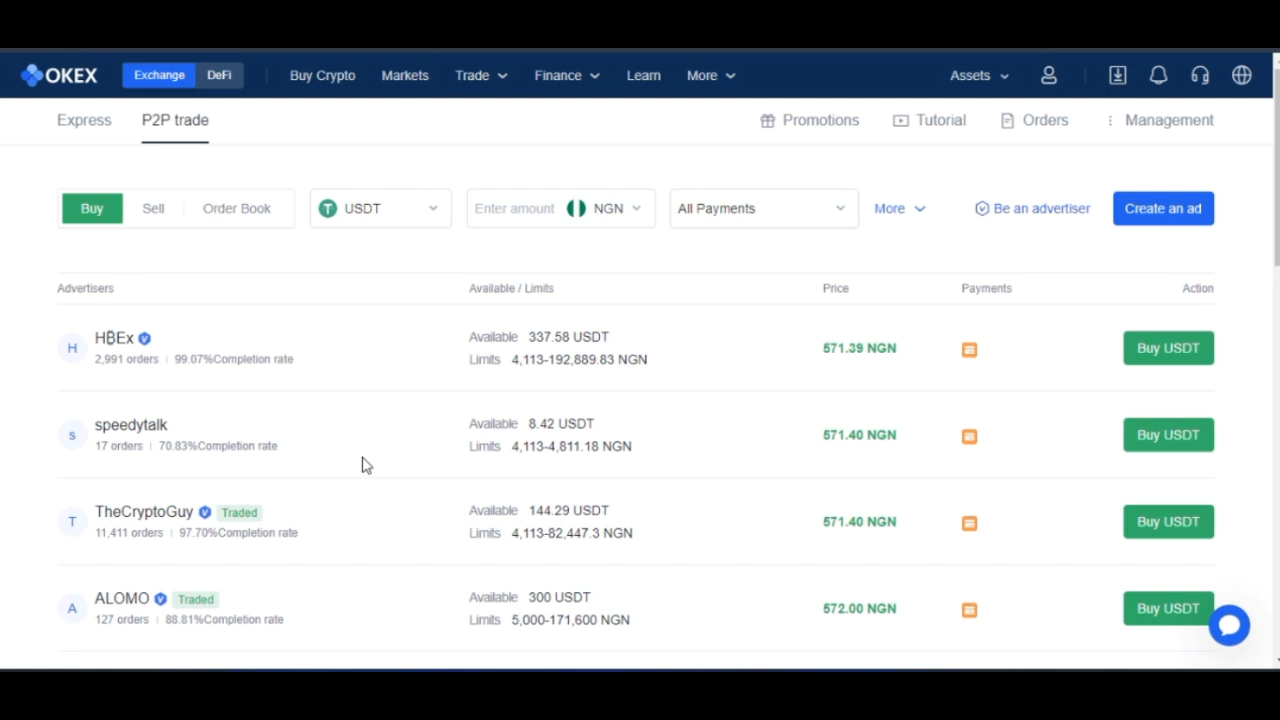 OKEX Exchange DeFi Buy Crypto Markets Trade Finance Learn More Assets
Express P2P trade Promotions Tutorial Orders Management
Buy Sell Order Book T USDT Enter amount NGN All Payments More Be an advertiser Create an ad
Advertisers Available / Limits Price Payments Action
H H₿Ex Available 337.58 USDT 571.39 NGN Buy USDT
2,991 orders 99.07%Completion rate Limits 4,113-192,889.83 NGN
s speedytalk Available 8.42 USDT 571.40 NGN Buy USDT
17 orders 70.83%Completion rate Limits 4,113-4,811.18 NGN
T TheCryptoGuy Traded Available 144.29 USDT 571.40 NGN Buy USDT
11,411 orders 97.70%Completion rate Limits 4,113-82,447.3 NGN
A ALOMO Traded Available 300 USDT 572.00 NGN Buy USDT
127 orders 88.81%Completion rate Limits 5,000-171,600 NGN